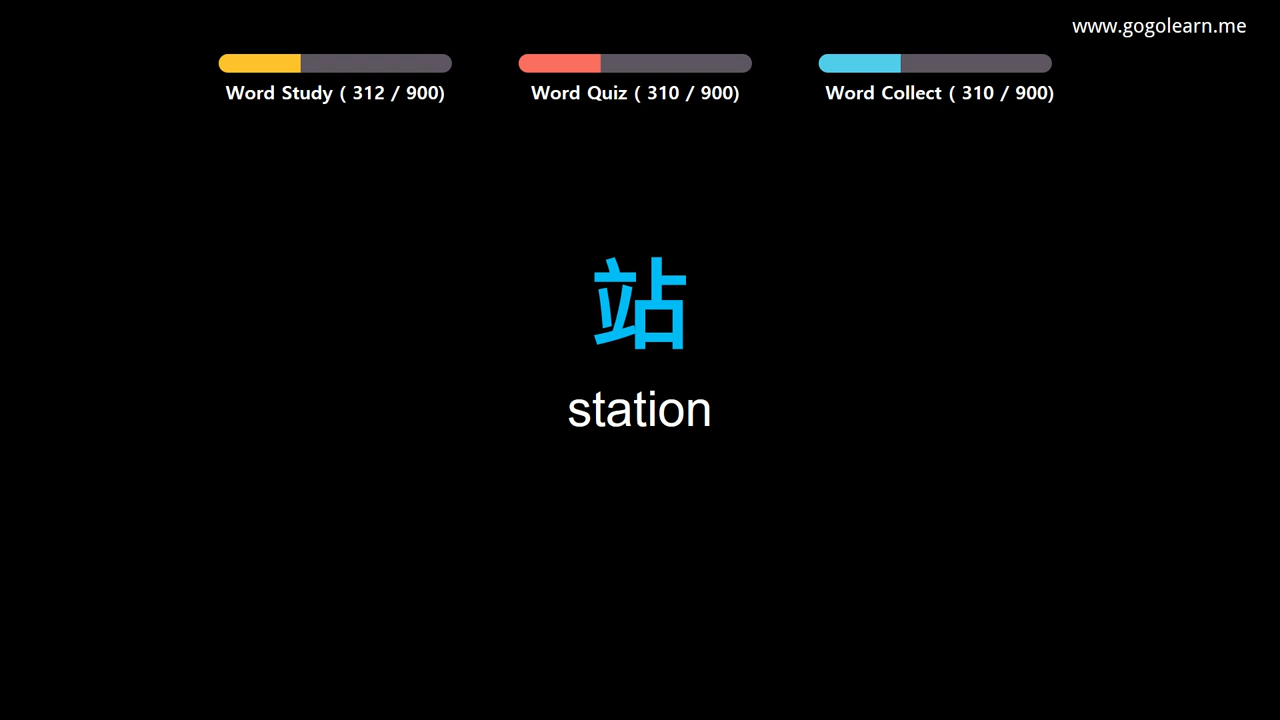 www.gogolearn.me
Word Study ( 312 / 900)
Word Quiz ( 310 / 900)
Word Collect ( 310 / 900)
站
station